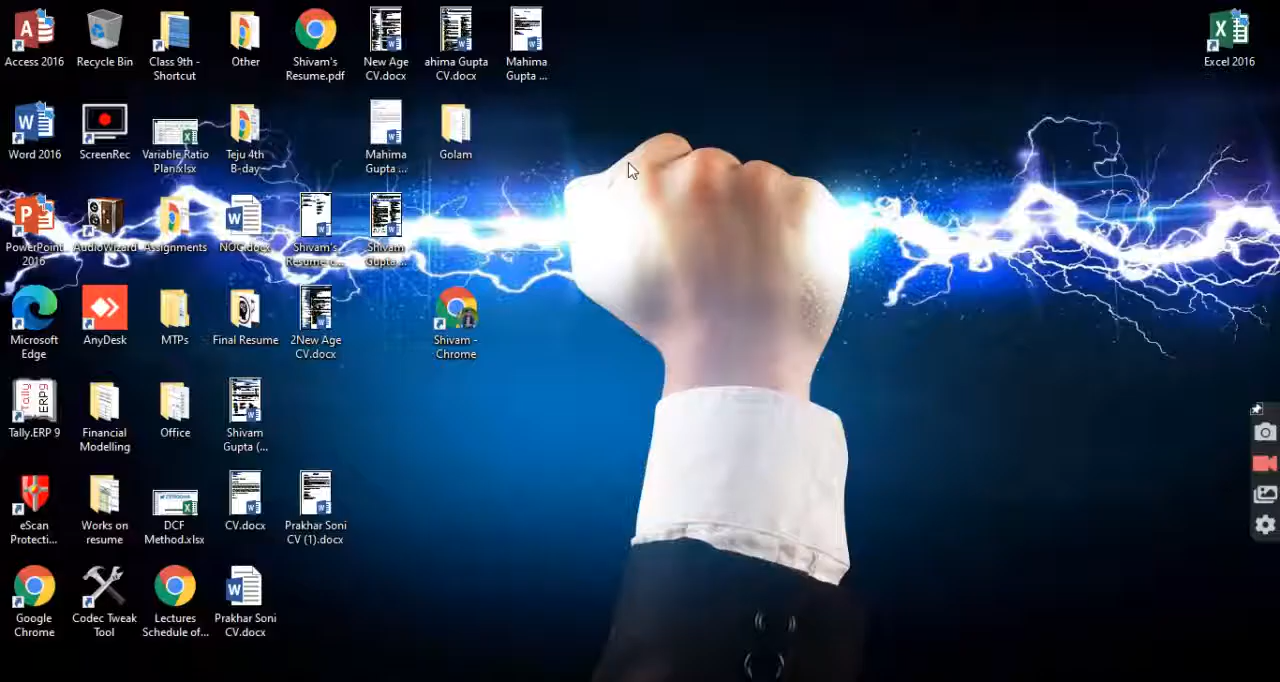 Access 2016
Recycle Bin
Class 9th -
Shortcut
Other
Shivam's
Resume.pdf
New Age
CV.docx
ahima Gupta
CV.docx
Mahima
Gupta ...
Excel 2016
Word 2016
ScreenRec
Variable Ratio
Plan.xlsx
Teju 4th
B-day
Mahima
Gupta ...
Golam
PowerPoint
2016
AudioWizard
Assignments
NOC.docx
Shivam's
Resume-c...
Shivam
Gupta...
Microsoft
Edge
AnyDesk
MTPs
Final Resume
2New Age
CV.docx
Shivam -
Chrome
Tally
ERP9
Tally.ERP 9
Financial
Modelling
Office
Shivam
Gupta (...
eScan
Protecti...
Works on
resume
DCF
Method.xlsx
CV.docx
Prakhar Soni
CV (1).docx
Google
Chrome
Codec Tweak
Tool
Lectures
Schedule of...
Prakhar Soni
CV.docx